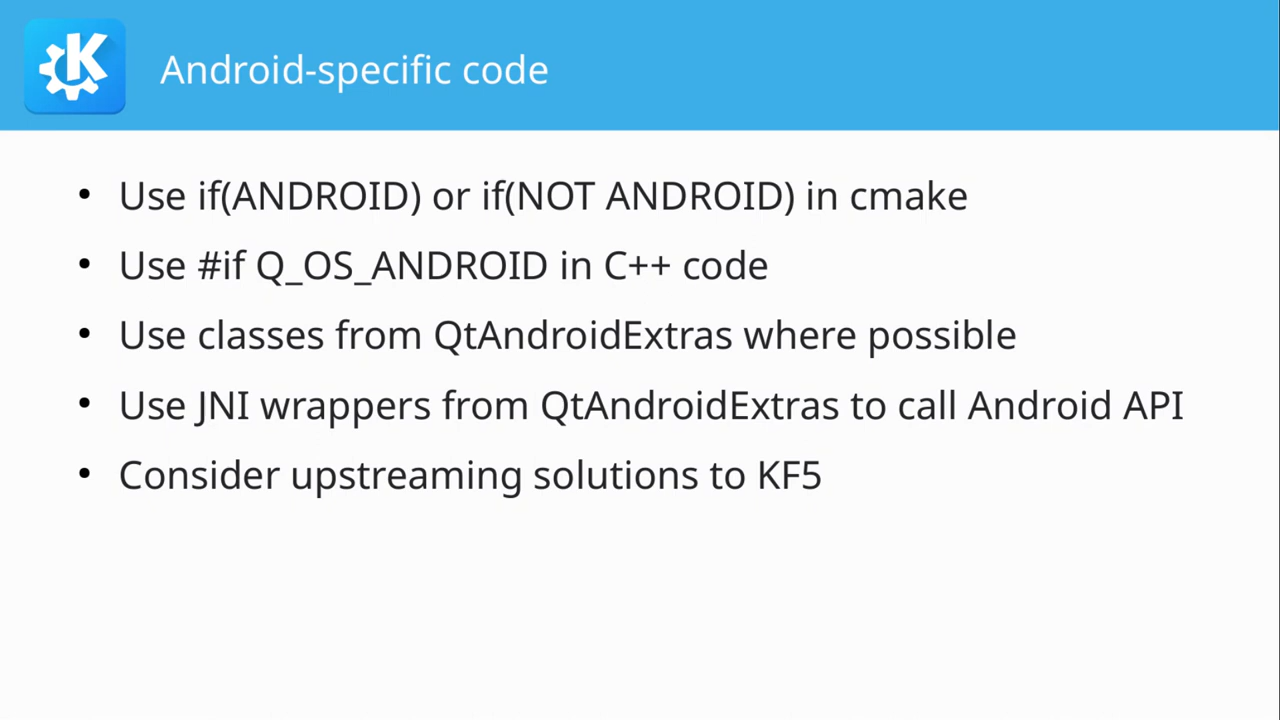 Android-specific code
• Use if(ANDROID) or if(NOT ANDROID) in cmake
• Use #if Q_OS_ANDROID in C++ code
• Use classes from QtAndroidExtras where possible
• Use JNI wrappers from QtAndroidExtras to call Android API
• Consider upstreaming solutions to KF5